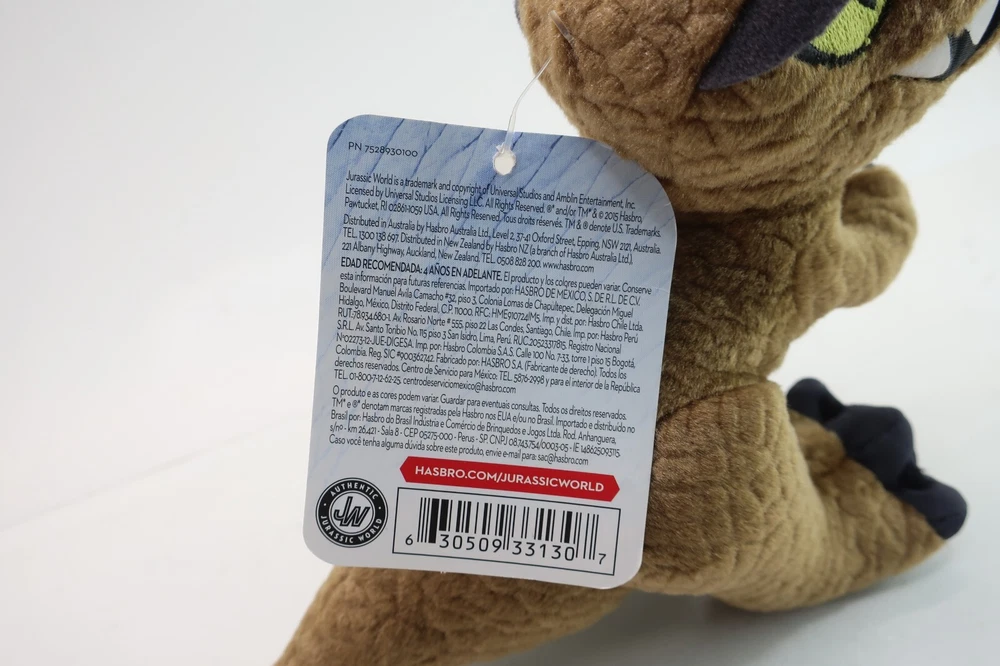 PN 7528930100
Jurassic World is a trademark and copyright of Universal Studios and Amblin Entertainment, Inc.
Licensed by Universal Studios Licensing LLC. All Rights Reserved. ®* and/or TM* & © 2015 Hasbro,
Pawtucket, RI 02861-1059 USA. All Rights Reserved. Tous droits réservés. TM & ® denote U.S. Trademarks.
Distributed in Australia by Hasbro Australia Ltd., Level 2, 37-41 Oxford Street, Epping, NSW 2121, Australia.
TEL. 1300 138 697. Distributed in New Zealand by Hasbro NZ (a branch of Hasbro Australia Ltd.),
221 Albany Highway, Auckland, New Zealand. TEL. 0508 828 200. www.hasbro.com
EDAD RECOMENDADA: 4 AÑOS EN ADELANTE. El producto y los colores pueden variar. Conserve
esta información para futuras referencias. Importado por: HASBRO DE MÉXICO, S. DE R.L. DE C.V.
Boulevard Manuel Ávila Camacho #32, piso 3, Colonia Lomas de Chapultepec, Delegación Miguel
Hidalgo, México, Distrito Federal, C.P. 11000. RFC: HME9107241M5. Imp. y dist. por: Hasbro Chile Ltda.
RUT.:78.934.680-1. Av. Rosario Norte # 555, piso 22 Las Condes, Santiago, Chile. Imp. por: Hasbro Perú
S.R.L. Av. Santo Toribio No. 115 piso 3 San Isidro, Lima, Perú. RUC.20523317815. Registro Nacional
Nº02273-12-JUE-DIGESA. Imp. por: Hasbro Colombia S.A.S. Calle 100 No. 7-33, torre 1 piso 15 Bogotá,
Colombia. Reg. SIC #900362742. Fabricado por: HASBRO S.A. (Fabricante de derecho). Todos los
derechos reservados. Centro de Servicio para México: TEL. 5876-2998 y para el interior de la República
TEL. 01-800-712-62-25. centrodeserviciomexico@hasbro.com
O produto e as cores podem variar. Guardar para eventuais consultas. Todos os direitos reservados.
TM* e ®* denotam marcas registradas pela Hasbro nos EUA e/ou no Brasil. Importado e distribuído no
Brasil por: Hasbro do Brasil Indústria e Comércio de Brinquedos e Jogos Ltda. Rod. Anhanguera,
s/nº - km 26,421 - Sala 8 - CEP 05275-000 - Perus - SP. CNPJ 08.743.754/0003-05 - IE 148625093115
Caso você tenha alguma dúvida sobre este produto, envie e-mail para: sac@hasbro.com
HASBRO.COM/JURASSICWORLD
AUTHENTIC
JW
JURASSIC WORLD
6 30509 33130 7